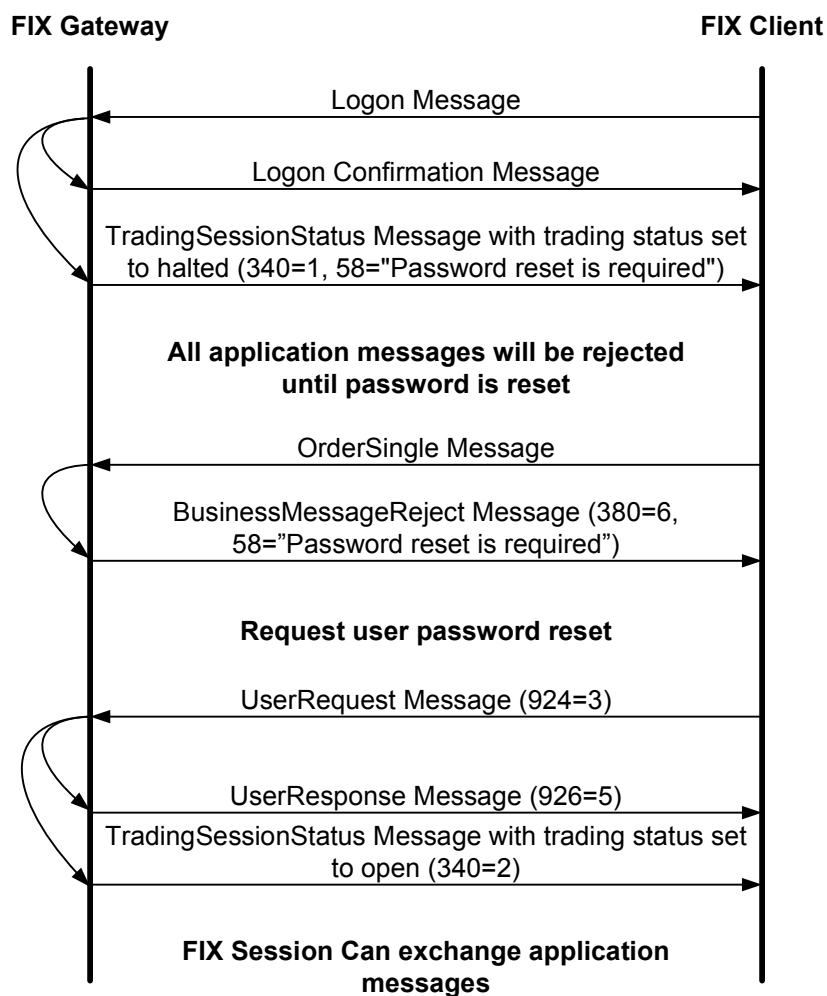 FIX Gateway
FIX Client
Logon Message
Logon Confirmation Message
TradingSessionStatus Message with trading status set
to halted (340=1, 58="Password reset is required")
All application messages will be rejected
until password is reset
OrderSingle Message
BusinessMessageReject Message (380=6,
58=”Password reset is required”)
Request user password reset
UserRequest Message (924=3)
UserResponse Message (926=5)
TradingSessionStatus Message with trading status set
to open (340=2)
FIX Session Can exchange application
messages